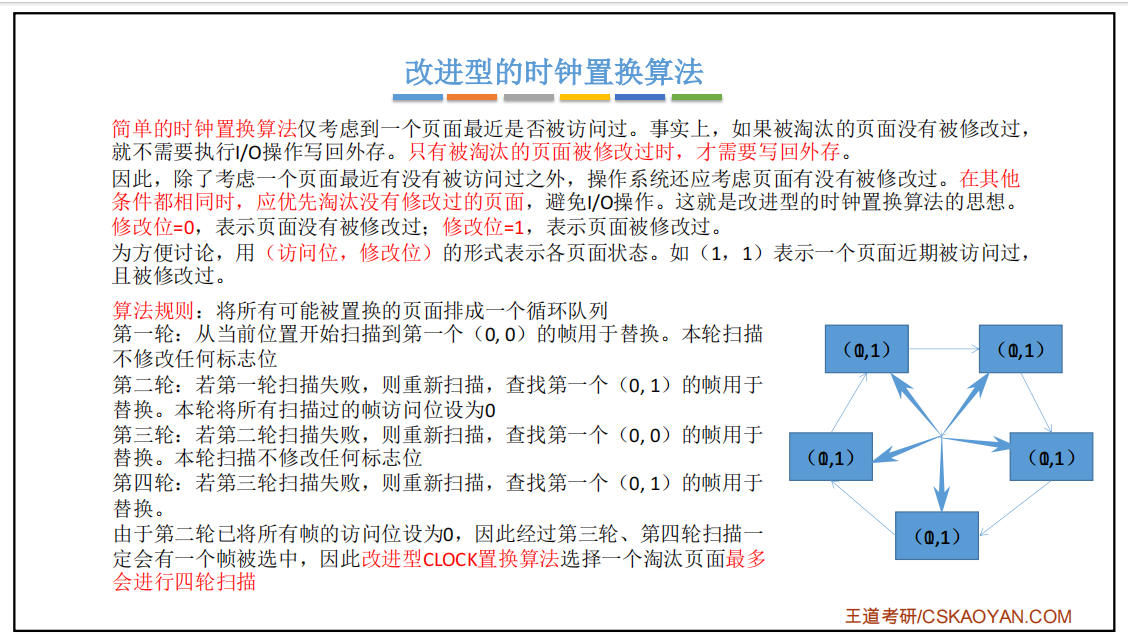 改进型的时钟置换算法
简单的时钟置换算法仅考虑到一个页面最近是否被访问过。事实上，如果被淘汰的页面没有被修改过，
就不需要执行I/O操作写回外存。只有被淘汰的页面被修改过时，才需要写回外存。
因此，除了考虑一个页面最近有没有被访问过之外，操作系统还应考虑页面有没有被修改过。在其他
条件都相同时，应优先淘汰没有修改过的页面，避免I/O操作。这就是改进型的时钟置换算法的思想。
修改位=0，表示页面没有被修改过；修改位=1，表示页面被修改过。
为方便讨论，用（访问位，修改位）的形式表示各页面状态。如（1，1）表示一个页面近期被访问过，
且被修改过。
算法规则：将所有可能被置换的页面排成一个循环队列
第一轮：从当前位置开始扫描到第一个（0, 0）的帧用于替换。本轮扫描
不修改任何标志位
第二轮：若第一轮扫描失败，则重新扫描，查找第一个（0, 1）的帧用于
替换。本轮将所有扫描过的帧访问位设为0
第三轮：若第二轮扫描失败，则重新扫描，查找第一个（0, 0）的帧用于
替换。本轮扫描不修改任何标志位
第四轮：若第三轮扫描失败，则重新扫描，查找第一个（0, 1）的帧用于
替换。
由于第二轮已将所有帧的访问位设为0，因此经过第三轮、第四轮扫描一
定会有一个帧被选中，因此改进型CLOCK置换算法选择一个淘汰页面最多
会进行四轮扫描
王道考研/CSKAOYAN.COM